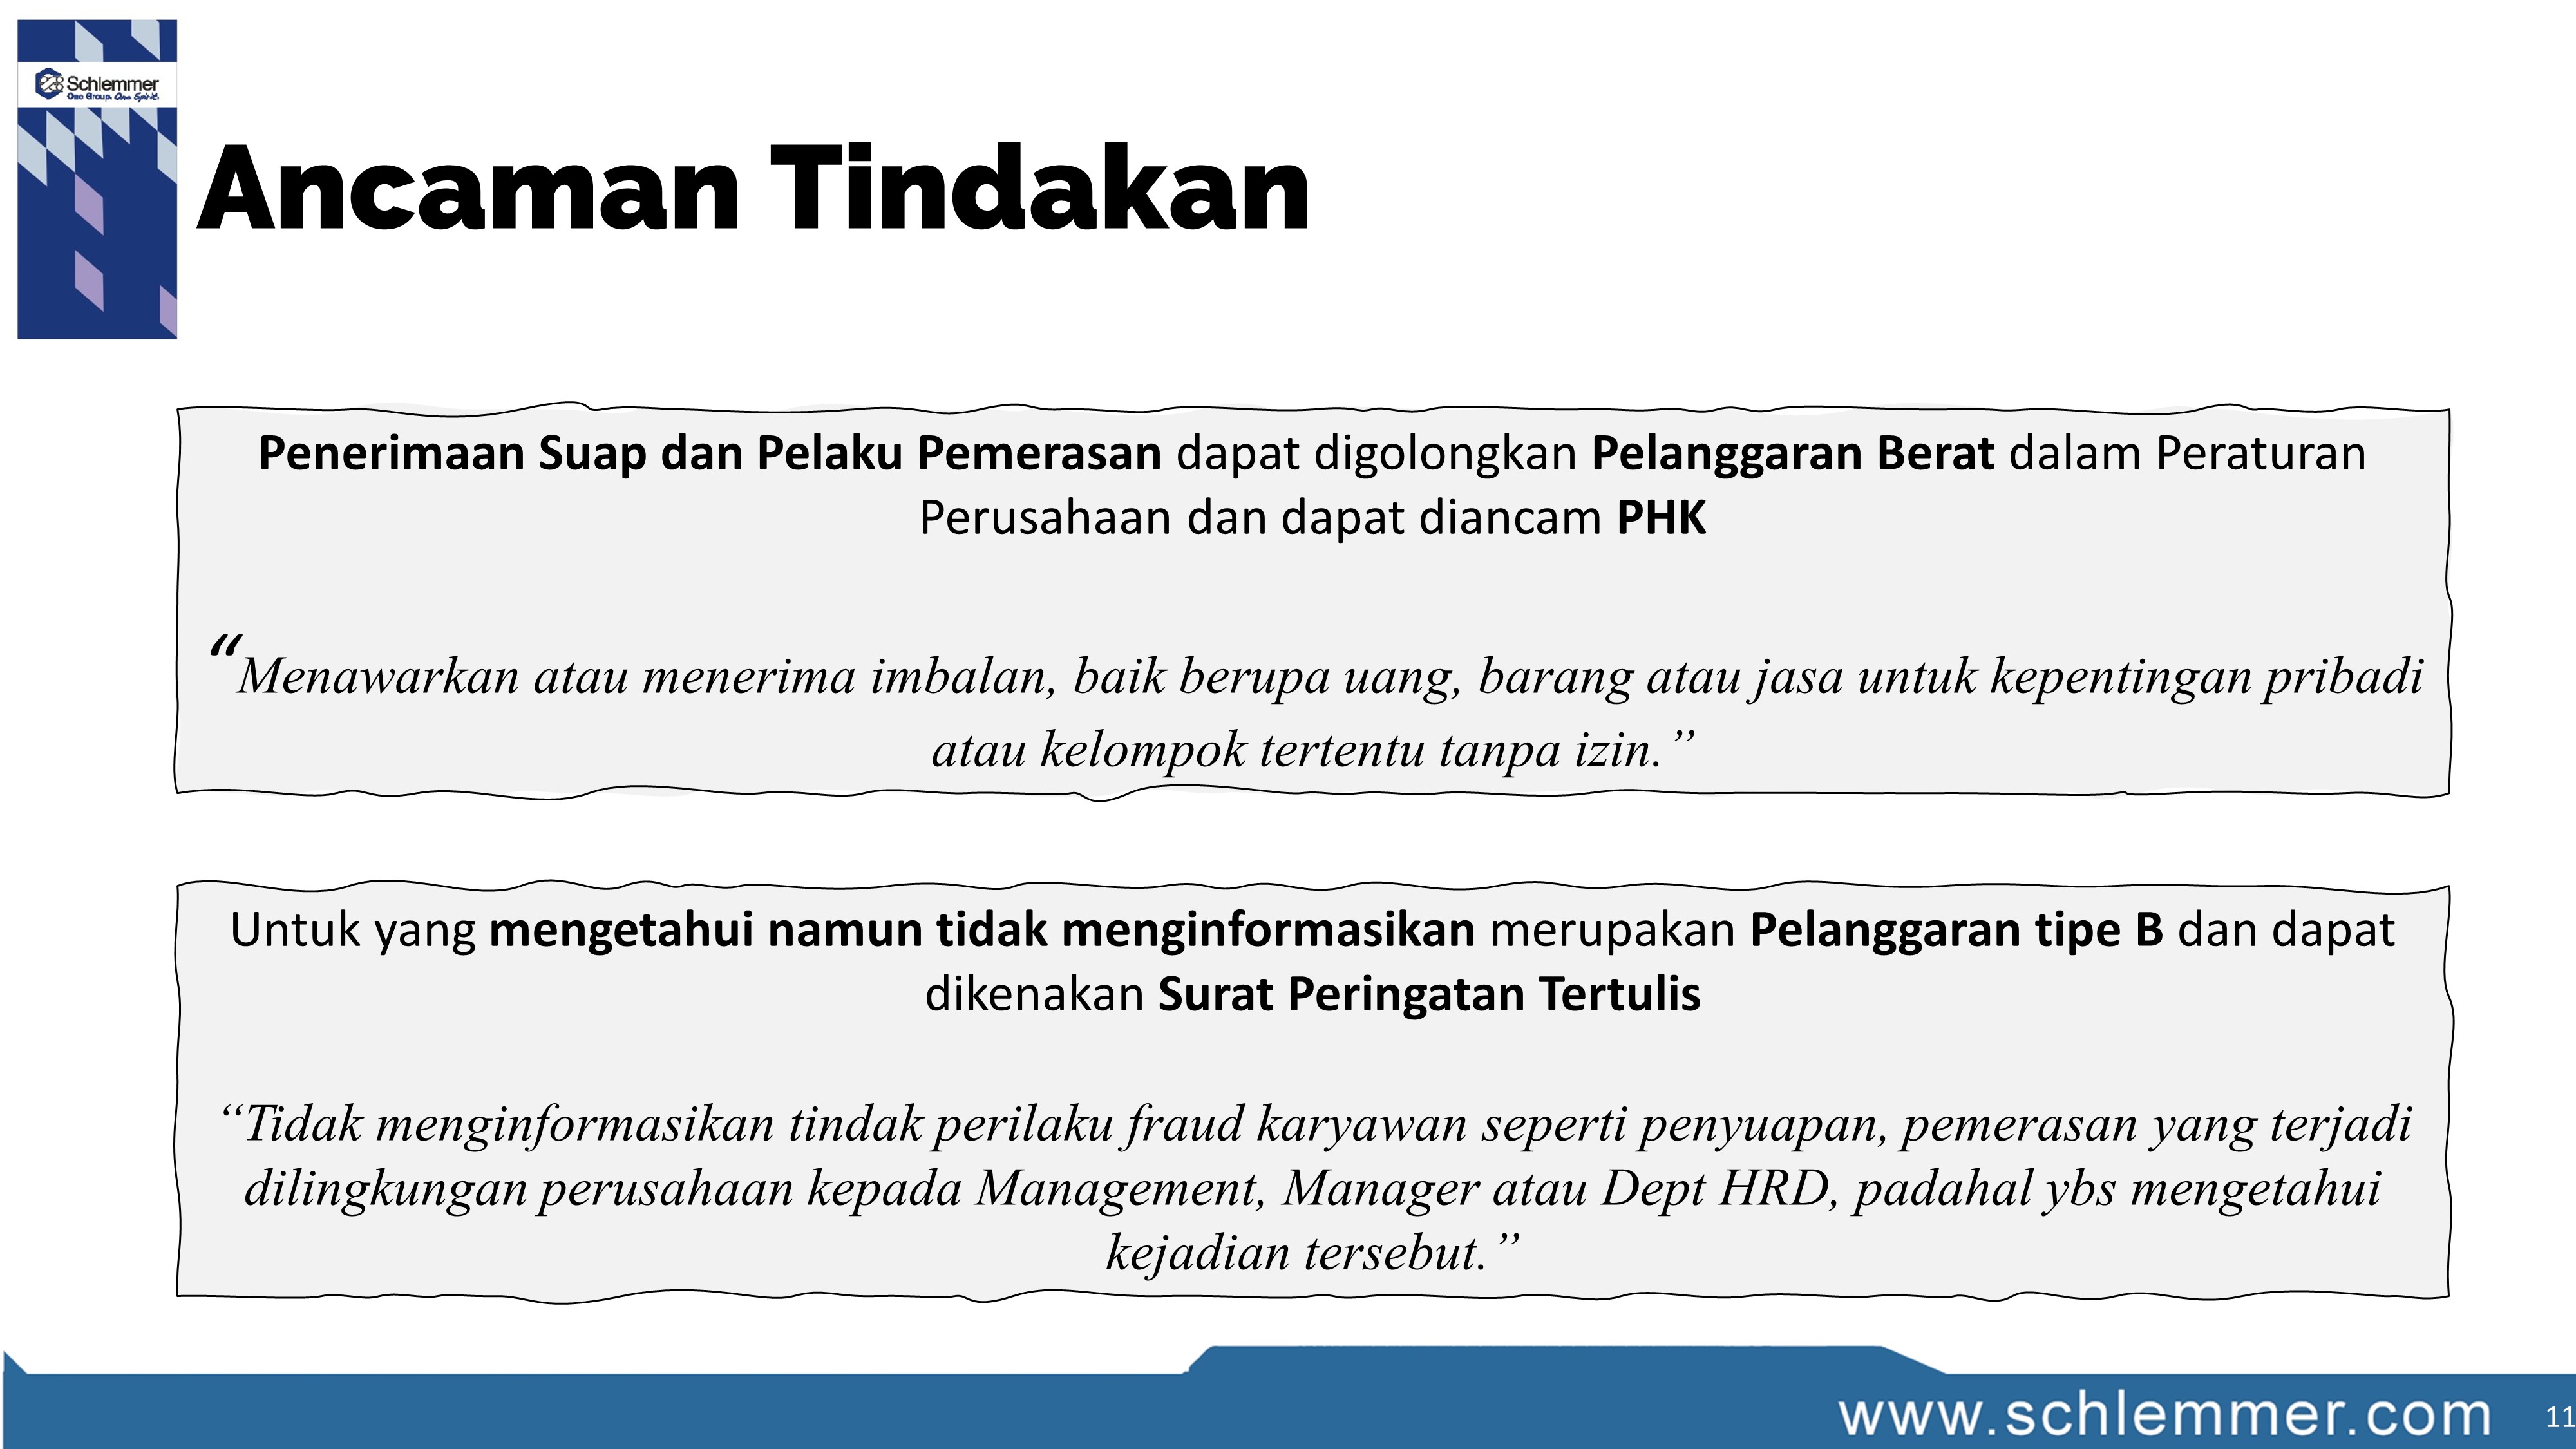 Schlemmer
One Group. One Spirit.
Ancaman Tindakan
Penerimaan Suap dan Pelaku Pemerasan dapat digolongkan Pelanggaran Berat dalam Peraturan
Perusahaan dan dapat diancam PHK
“Menawarkan atau menerima imbalan, baik berupa uang, barang atau jasa untuk kepentingan pribadi
atau kelompok tertentu tanpa izin.”
Untuk yang mengetahui namun tidak menginformasikan merupakan Pelanggaran tipe B dan dapat
dikenakan Surat Peringatan Tertulis
“Tidak menginformasikan tindak perilaku fraud karyawan seperti penyuapan, pemerasan yang terjadi
dilingkungan perusahaan kepada Management, Manager atau Dept HRD, padahal ybs mengetahui
kejadian tersebut.”
www.schlemmer.com
11